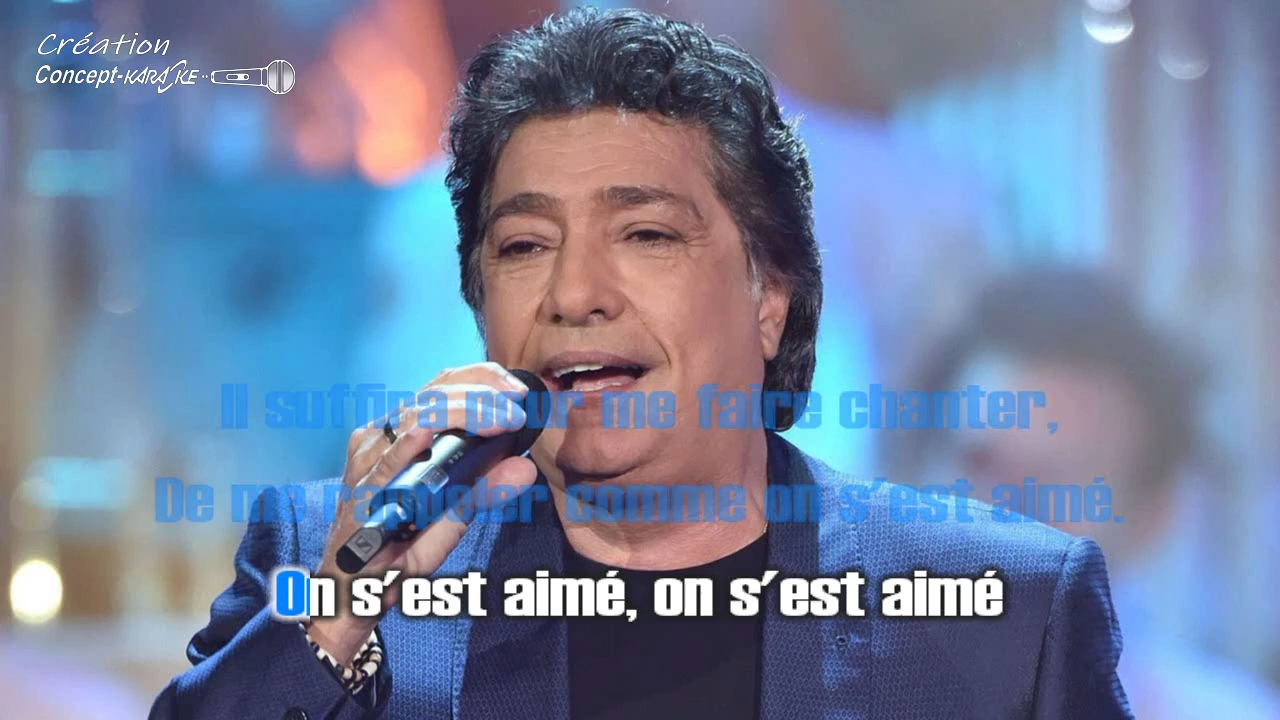 Création
Concept-KARAOKE
Il suffira pour me faire chanter,
De me rappeler comme on s'est aimé.
On s'est aimé, on s'est aimé